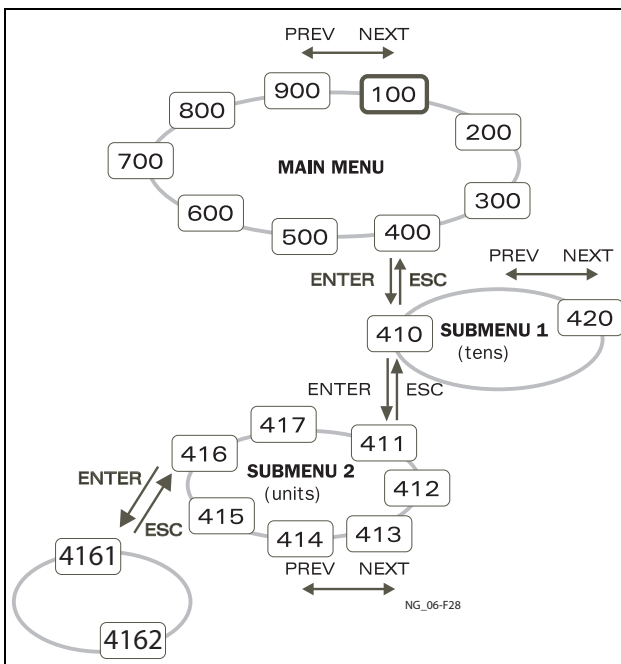 PREV NEXT
900 100
800 200
700 MAIN MENU
600 300
500 400
ENTER ESC
PREV NEXT
410 SUBMENU 1 420
(tens)
ENTER ESC
417 411
416 SUBMENU 2 412
(units)
ENTER
ESC
415 413
414
PREV NEXT
4161
4162
NG_06-F28